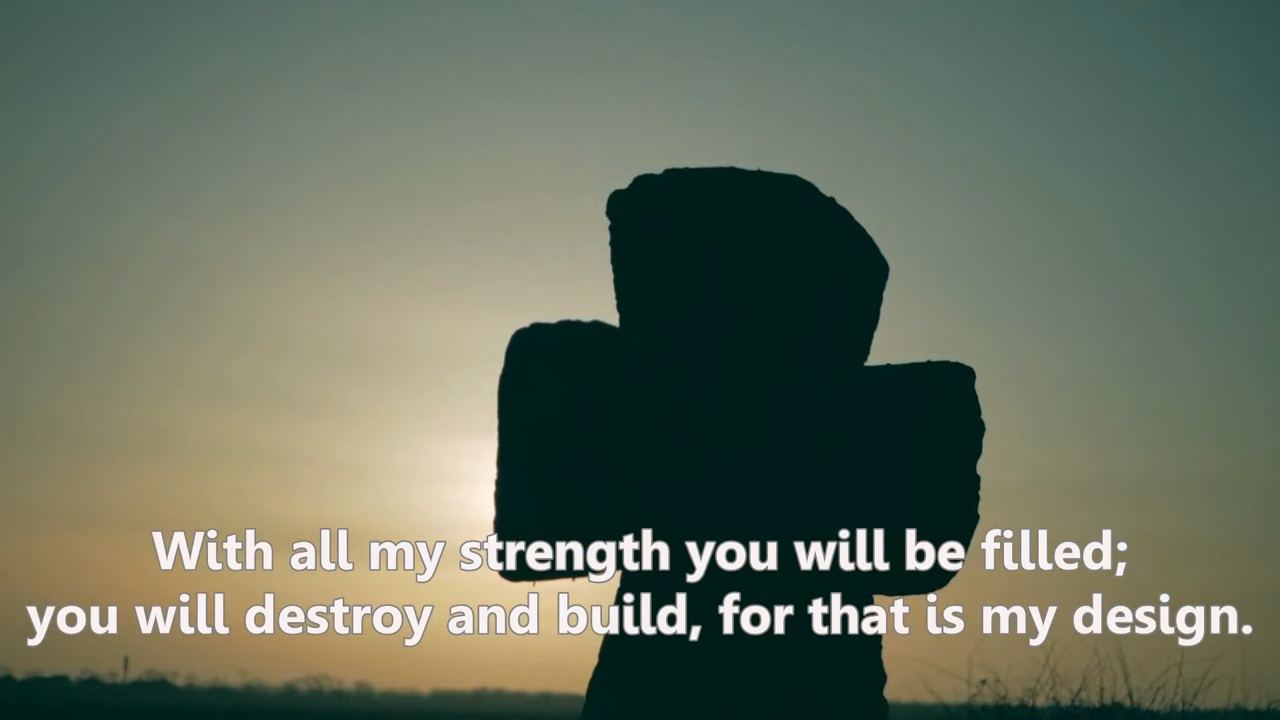 With all my strength you will be filled;
you will destroy and build, for that is my design.